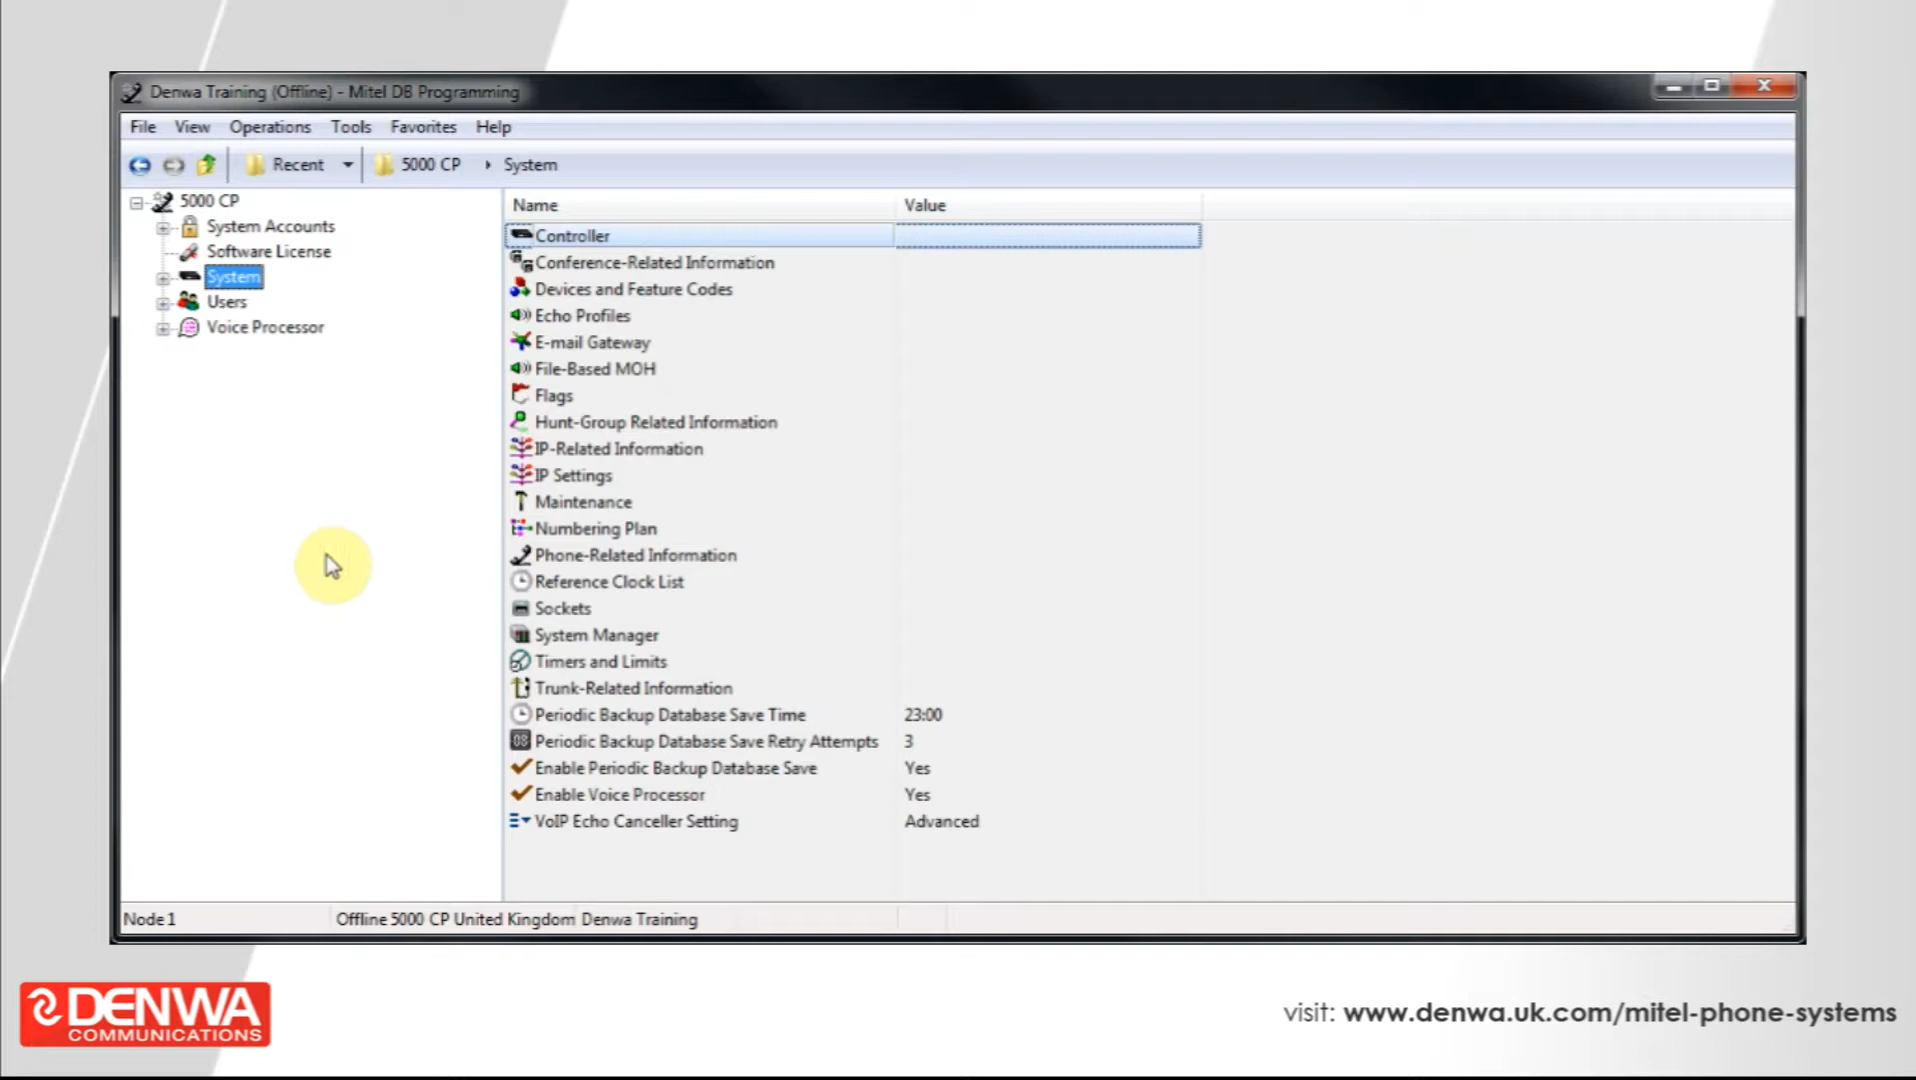 Denwa Training (Offline) - Mitel DB Programming
File View Operations Tools Favorites Help
Recent 5000 CP System
5000 CP
System Accounts
Software License
System
Users
Voice Processor
Name Value
Controller
Conference-Related Information
Devices and Feature Codes
Echo Profiles
E-mail Gateway
File-Based MOH
Flags
Hunt-Group Related Information
IP-Related Information
IP Settings
Maintenance
Numbering Plan
Phone-Related Information
Reference Clock List
Sockets
System Manager
Timers and Limits
Trunk-Related Information
Periodic Backup Database Save Time 23:00
Periodic Backup Database Save Retry Attempts 3
Enable Periodic Backup Database Save Yes
Enable Voice Processor Yes
VoIP Echo Canceller Setting Advanced
Node1 Offline 5000 CP United Kingdom Denwa Training
DENWA
COMMUNICATIONS
visit: www.denwa.uk.com/mitel-phone-systems